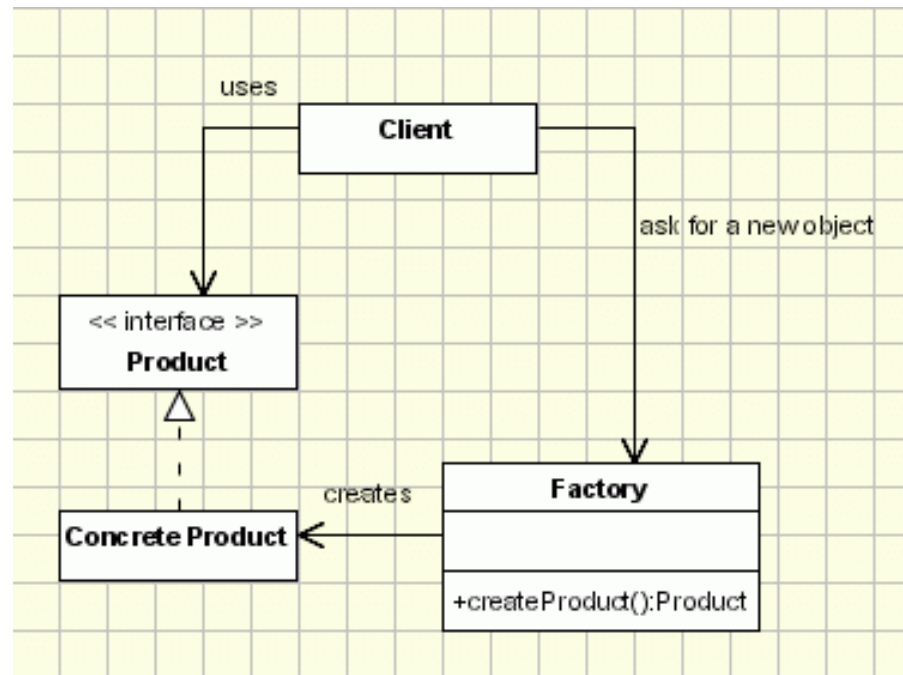 uses
Client
ask for a new object
<< interface >>
Product
creates
Factory
Concrete Product
+createProduct():Product